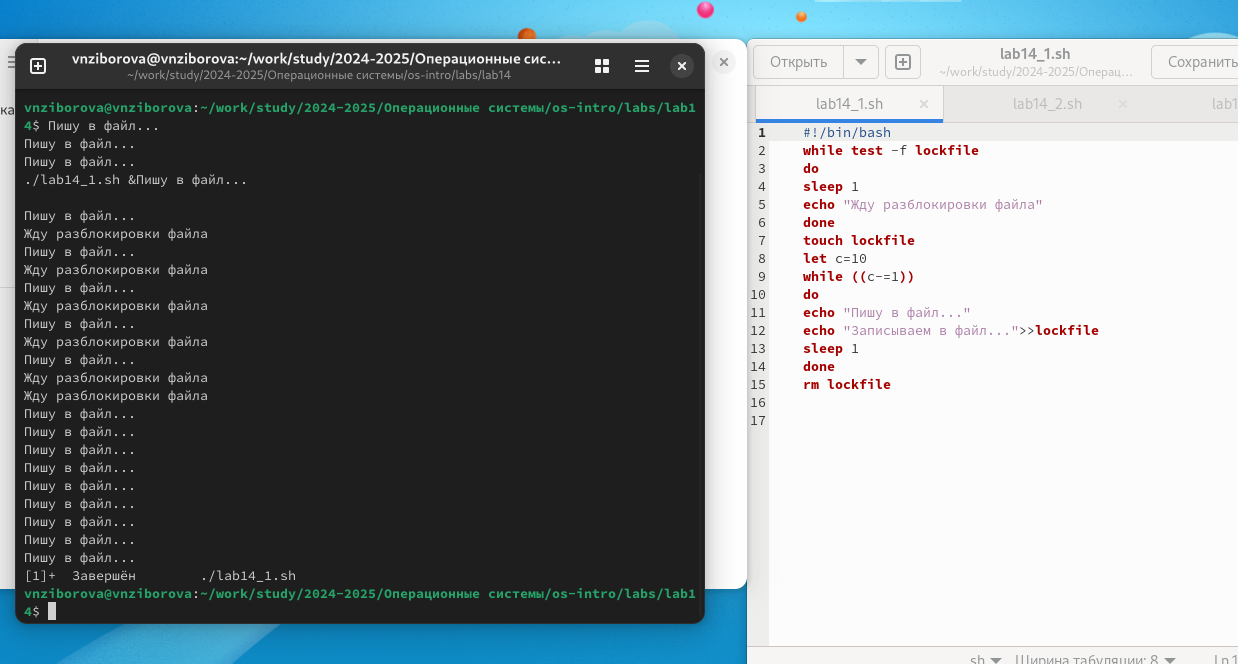 vnziborova@vnziborova:~/work/study/2024-2025/Операционные сис...
~/work/study/2024-2025/Операционные системы/os-intro/labs/lab14
vnziborova@vnziborova:~/work/study/2024-2025/Операционные системы/os-intro/labs/lab1
4$ Пишу в файл...
Пишу в файл...
Пишу в файл...
./lab14_1.sh &Пишу в файл...
Пишу в файл...
Жду разблокировки файла
Пишу в файл...
Жду разблокировки файла
Пишу в файл...
Жду разблокировки файла
Пишу в файл...
Жду разблокировки файла
Пишу в файл...
Жду разблокировки файла
Жду разблокировки файла
Пишу в файл...
Пишу в файл...
Пишу в файл...
Пишу в файл...
Пишу в файл...
Пишу в файл...
Пишу в файл...
Пишу в файл...
Пишу в файл...
[1]+  Завершён        ./lab14_1.sh
vnziborova@vnziborova:~/work/study/2024-2025/Операционные системы/os-intro/labs/lab1
4$
Открыть
lab14_1.sh
~/work/study/2024-2025/Операц...
Сохранить
lab14_1.sh
lab14_2.sh
lab1
1 #!/bin/bash
2 while test -f lockfile
3 do
4 sleep 1
5 echo "Жду разблокировки файла"
6 done
7 touch lockfile
8 let c=10
9 while ((c-=1))
10 do
11 echo "Пишу в файл..."
12 echo "Записываем в файл...">>lockfile
13 sleep 1
14 done
15 rm lockfile
16
17
sh
Ширина табуляции: 8